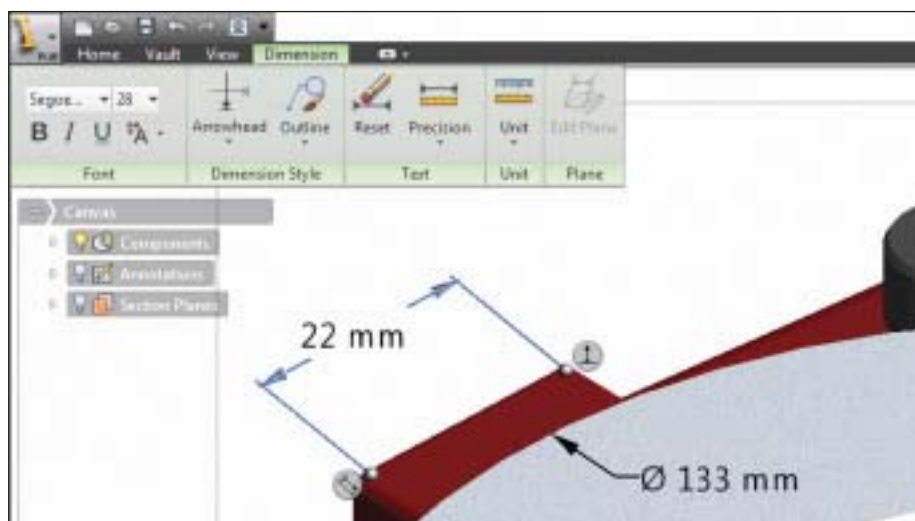 Home Vault View Dimension
Segoe... 28
B I U A
Arrowhead Outline Reset Precision Unit Edit Plane
Font Dimension Style Text Unit Plane
Canvas
Components
Annotations
Section Planes
22 mm
Ø 133 mm